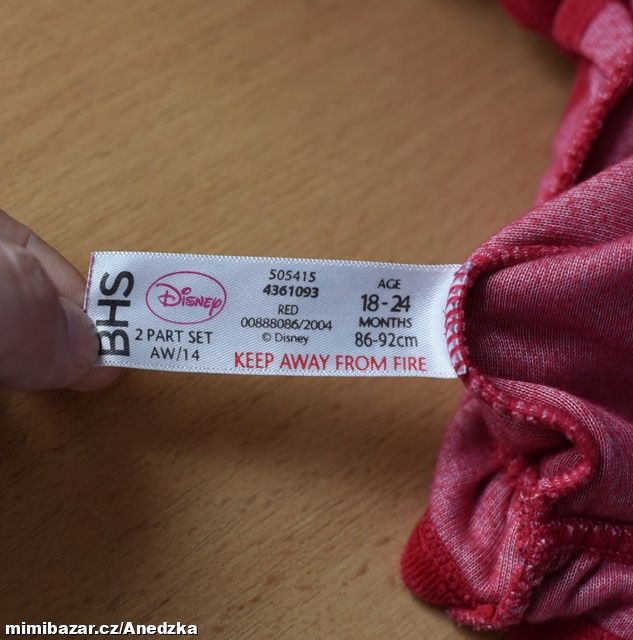 BHS
Disney
2 PART SET
AW/14
505415
4361093
RED
00888086/2004
© Disney
AGE
18-24
MONTHS
86-92cm
KEEP AWAY FROM FIRE
mimibazar.cz/Anedzka